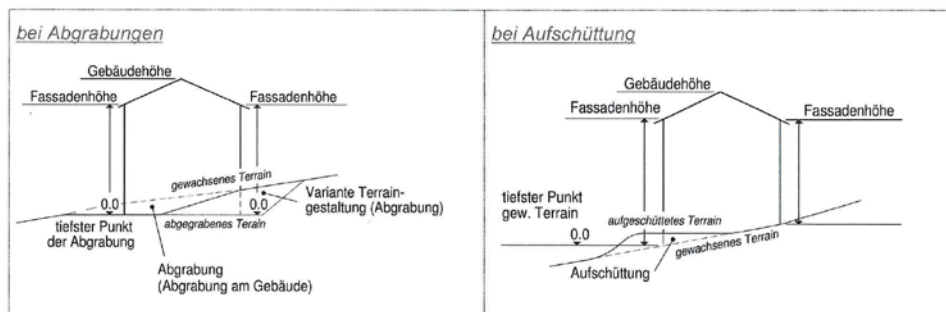 bei Abgrabungen
Gebäudehöhe
Fassadenhöhe
Fassadenhöhe
gewachsenes Terrain
0.0
0.0
Variante Terrain-
gestaltung (Abgrabung)
tiefster Punkt
der Abgrabung
abgegrabenes Terain
Abgrabung
(Abgrabung am Gebäude)
bei Aufschüttung
Gebäudehöhe
Fassadenhöhe
Fassadenhöhe
tiefster Punkt
gew. Terrain
0.0
aufgeschüttetes Terrain
gewachsenes Terrain
Aufschüttung